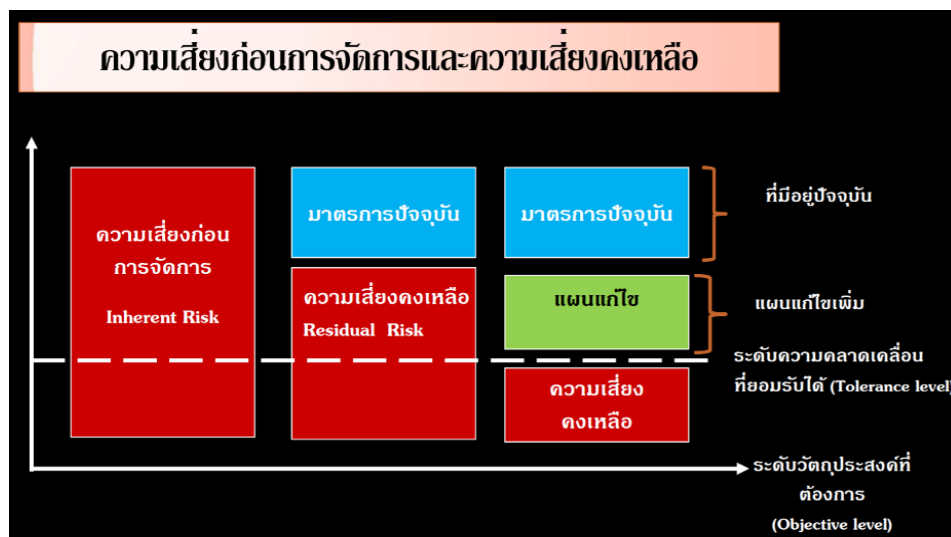 ความเสี่ยงก่อนการจัดการและความเสี่ยงคงเหลือ
ความเสี่ยงก่อน
การจัดการ
Inherent Risk
มาตรการปัจจุบัน
ความเสี่ยงคงเหลือ
Residual Risk
มาตรการปัจจุบัน
แผนแก้ไข
ความเสี่ยง
คงเหลือ
ที่มีอยู่ปัจจุบัน
แผนแก้ไขเพิ่ม
ระดับความคลาดเคลื่อน
ที่ยอมรับได้ (Tolerance level)
ระดับวัตถุประสงค์ที่
ต้องการ
(Objective level)